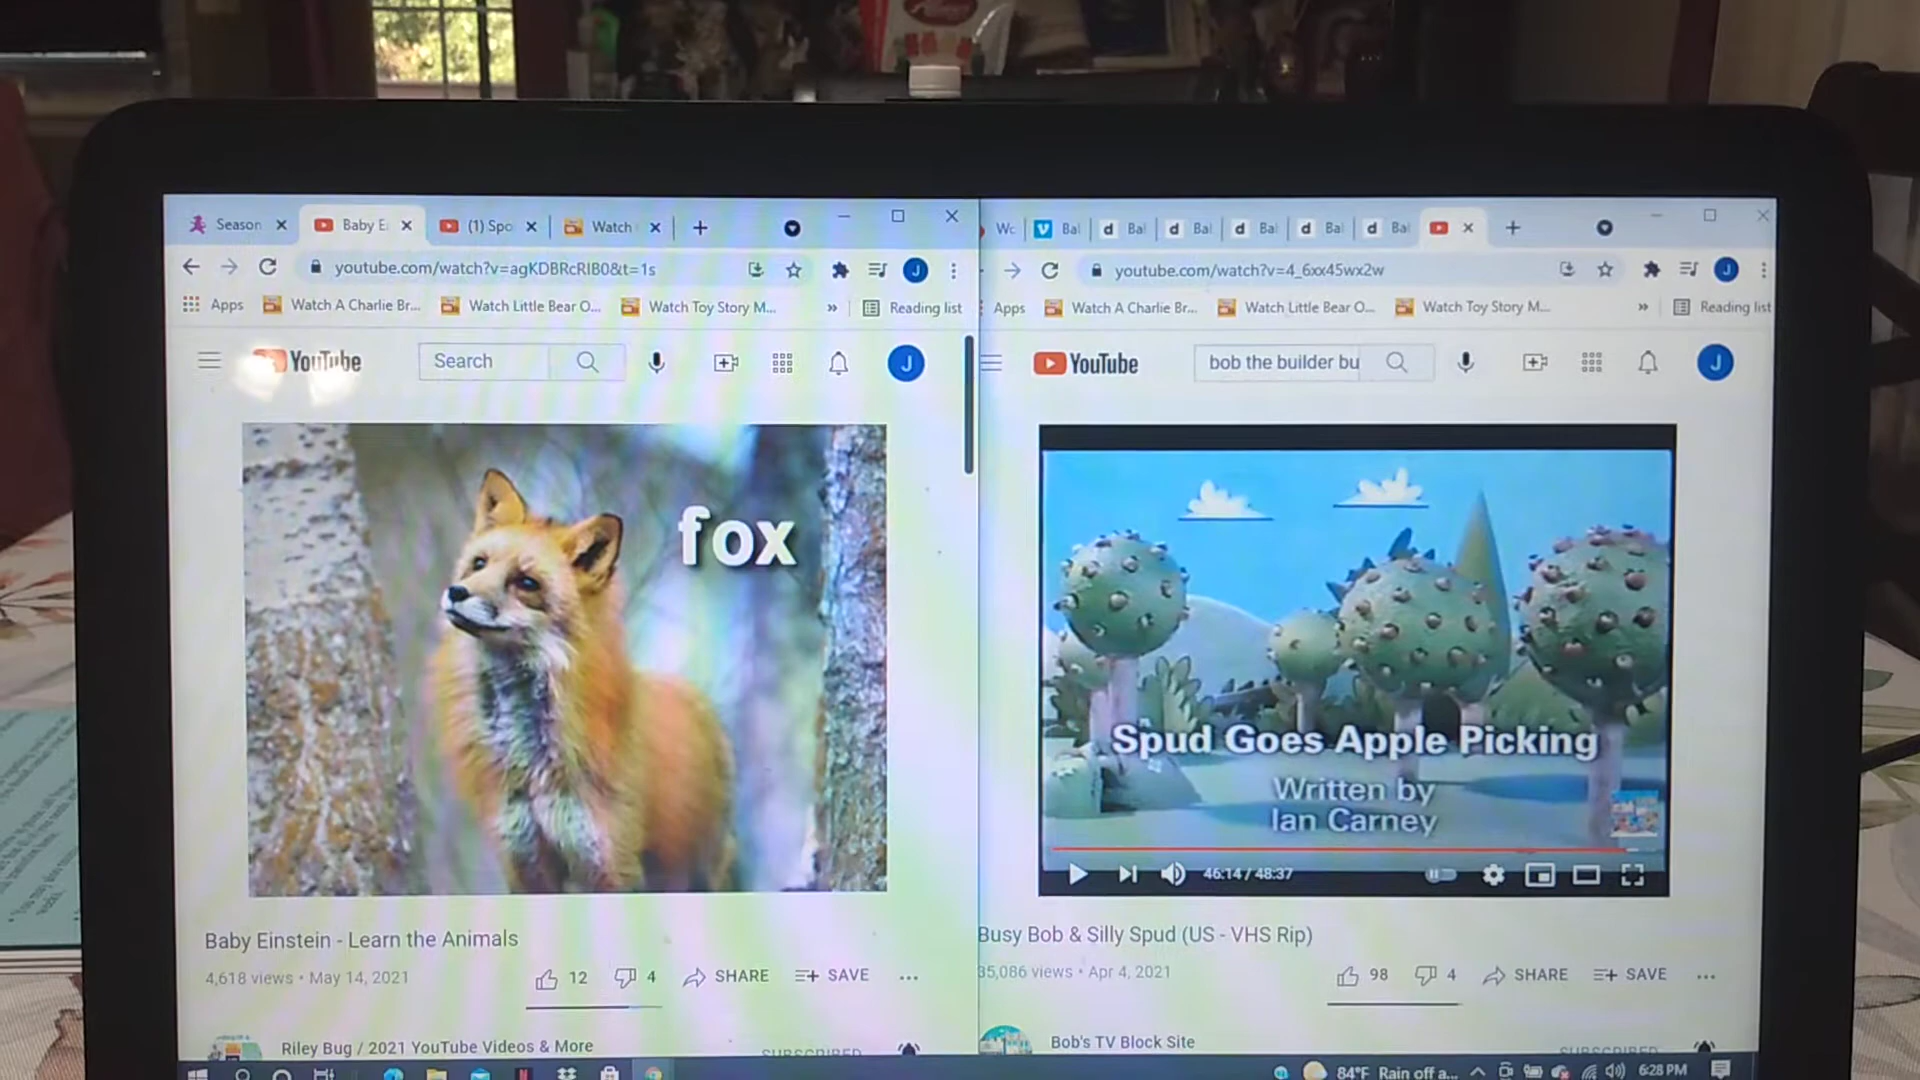 Season
Baby E
(1) Spo
Watch
youtube.com/watch?v=agKDBRcRIB0&t=1s
J
Apps
Watch A Charlie Br...
Watch Little Bear O...
Watch Toy Story M...
»
Reading list
YouTube
Search
J
fox
Baby Einstein - Learn the Animals
4,618 views • May 14, 2021
12
4
SHARE
SAVE
...
Riley Bug / 2021 YouTube Videos & More
SUBSCRIBED
Wc
Bal
d Bal
d Bal
d Bal
d Bal
d Bal
youtube.com/watch?v=4_6xx45wx2w
J
Apps
Watch A Charlie Br...
Watch Little Bear O...
Watch Toy Story M...
»
Reading list
YouTube
bob the builder bu
J
Spud Goes Apple Picking
Written by
Ian Carney
46:14 / 48:37
Busy Bob & Silly Spud (US - VHS Rip)
35,086 views • Apr 4, 2021
98
4
SHARE
SAVE
...
Bob's TV Block Site
SUBSCRIBED
84°F Rain off a...
6:28 PM